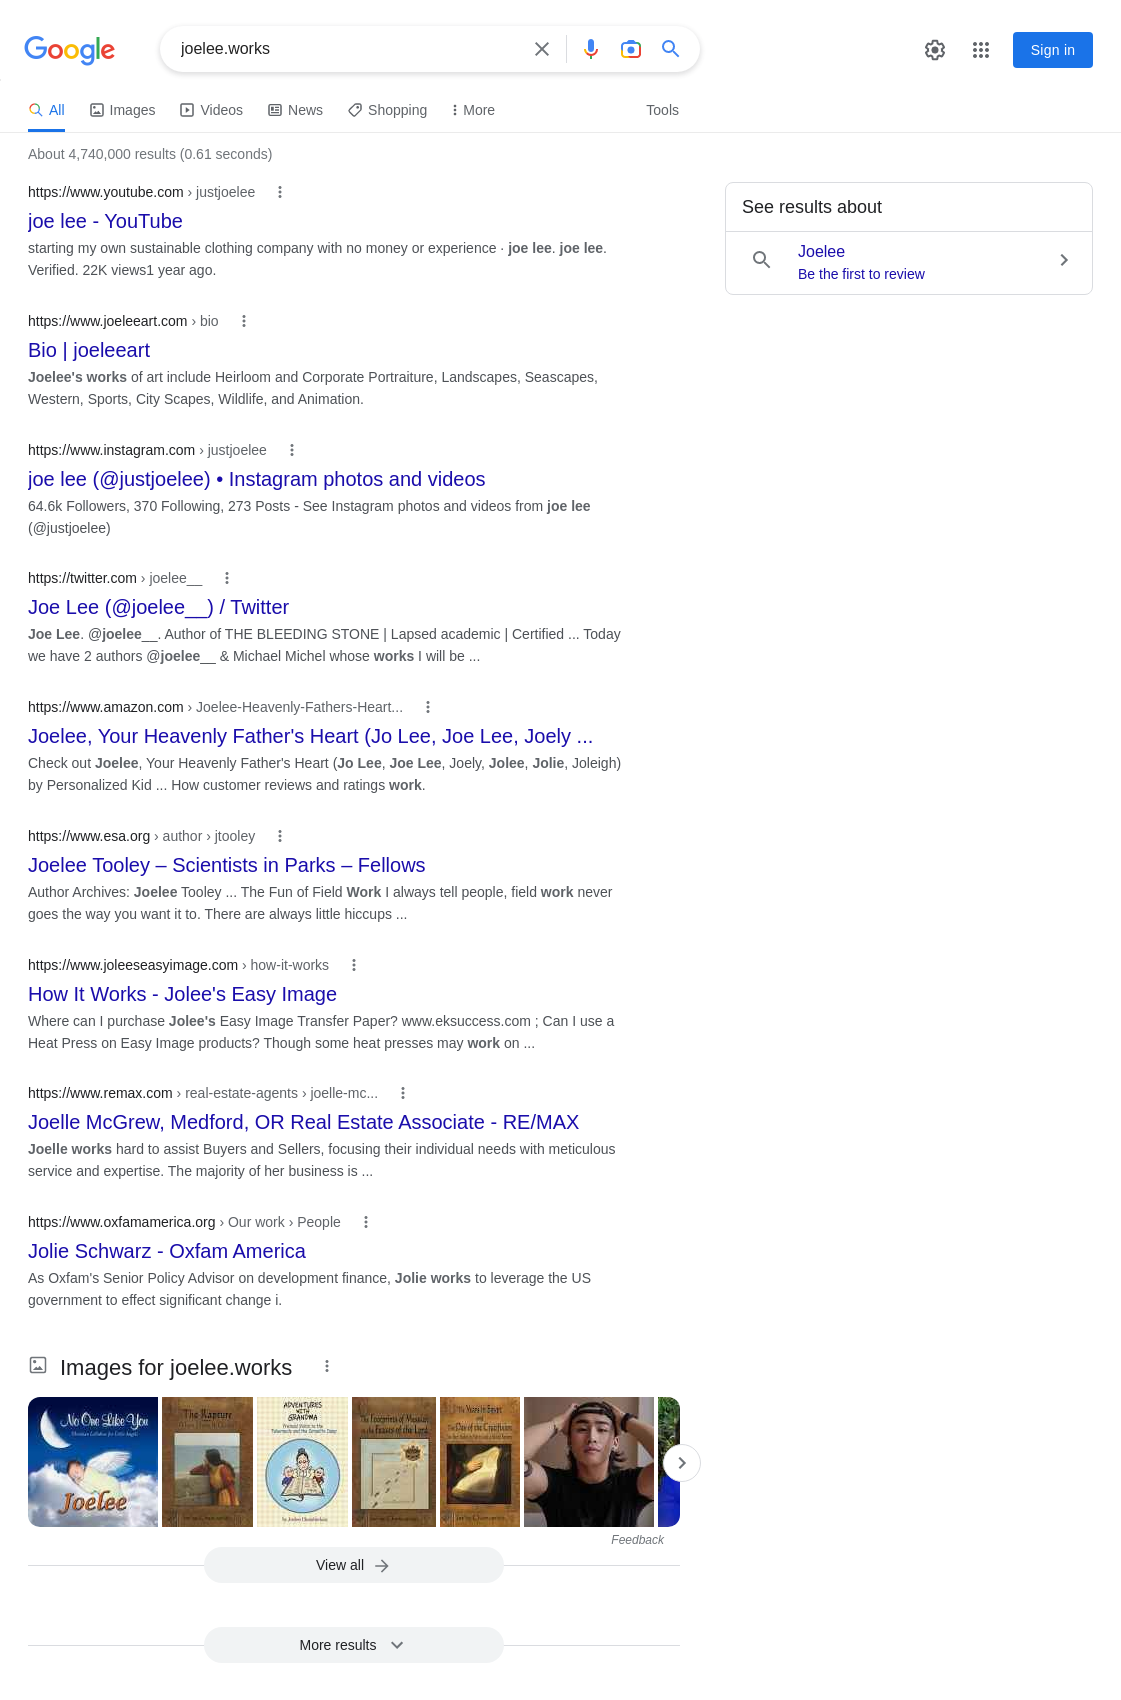 Google
joelee.works
Sign in
All
Images
Videos
News
Shopping
More
Tools
About 4,740,000 results (0.61 seconds)
https://www.youtube.com › justjoelee
joe lee - YouTube
starting my own sustainable clothing company with no money or experience · joe lee. joe lee.
Verified. 22K views1 year ago.
See results about
Joelee
Be the first to review
https://www.joeleeart.com › bio
Bio | joeleeart
Joelee's works of art include Heirloom and Corporate Portraiture, Landscapes, Seascapes,
Western, Sports, City Scapes, Wildlife, and Animation.
https://www.instagram.com › justjoelee
joe lee (@justjoelee) • Instagram photos and videos
64.6k Followers, 370 Following, 273 Posts - See Instagram photos and videos from joe lee
(@justjoelee)
https://twitter.com › joelee__
Joe Lee (@joelee__) / Twitter
Joe Lee. @joelee__. Author of THE BLEEDING STONE | Lapsed academic | Certified ... Today
we have 2 authors @joelee__ & Michael Michel whose works I will be ...
https://www.amazon.com › Joelee-Heavenly-Fathers-Heart...
Joelee, Your Heavenly Father's Heart (Jo Lee, Joe Lee, Joely ...
Check out Joelee, Your Heavenly Father's Heart (Jo Lee, Joe Lee, Joely, Jolee, Jolie, Joleigh)
by Personalized Kid ... How customer reviews and ratings work.
https://www.esa.org › author › jtooley
Joelee Tooley – Scientists in Parks – Fellows
Author Archives: Joelee Tooley ... The Fun of Field Work I always tell people, field work never
goes the way you want it to. There are always little hiccups ...
https://www.joleeseasyimage.com › how-it-works
How It Works - Jolee's Easy Image
Where can I purchase Jolee's Easy Image Transfer Paper? www.eksuccess.com ; Can I use a
Heat Press on Easy Image products? Though some heat presses may work on ...
https://www.remax.com › real-estate-agents › joelle-mc...
Joelle McGrew, Medford, OR Real Estate Associate - RE/MAX
Joelle works hard to assist Buyers and Sellers, focusing their individual needs with meticulous
service and expertise. The majority of her business is ...
https://www.oxfamamerica.org › Our work › People
Jolie Schwarz - Oxfam America
As Oxfam's Senior Policy Advisor on development finance, Jolie works to leverage the US
government to effect significant change i.
Images for joelee.works
No One Like You
Joelee
The Rapture
ADVENTURES
WITH
GRANDMA
The Footprints of Messiah
in the Feasts of the Lord
Feedback
View all
More results